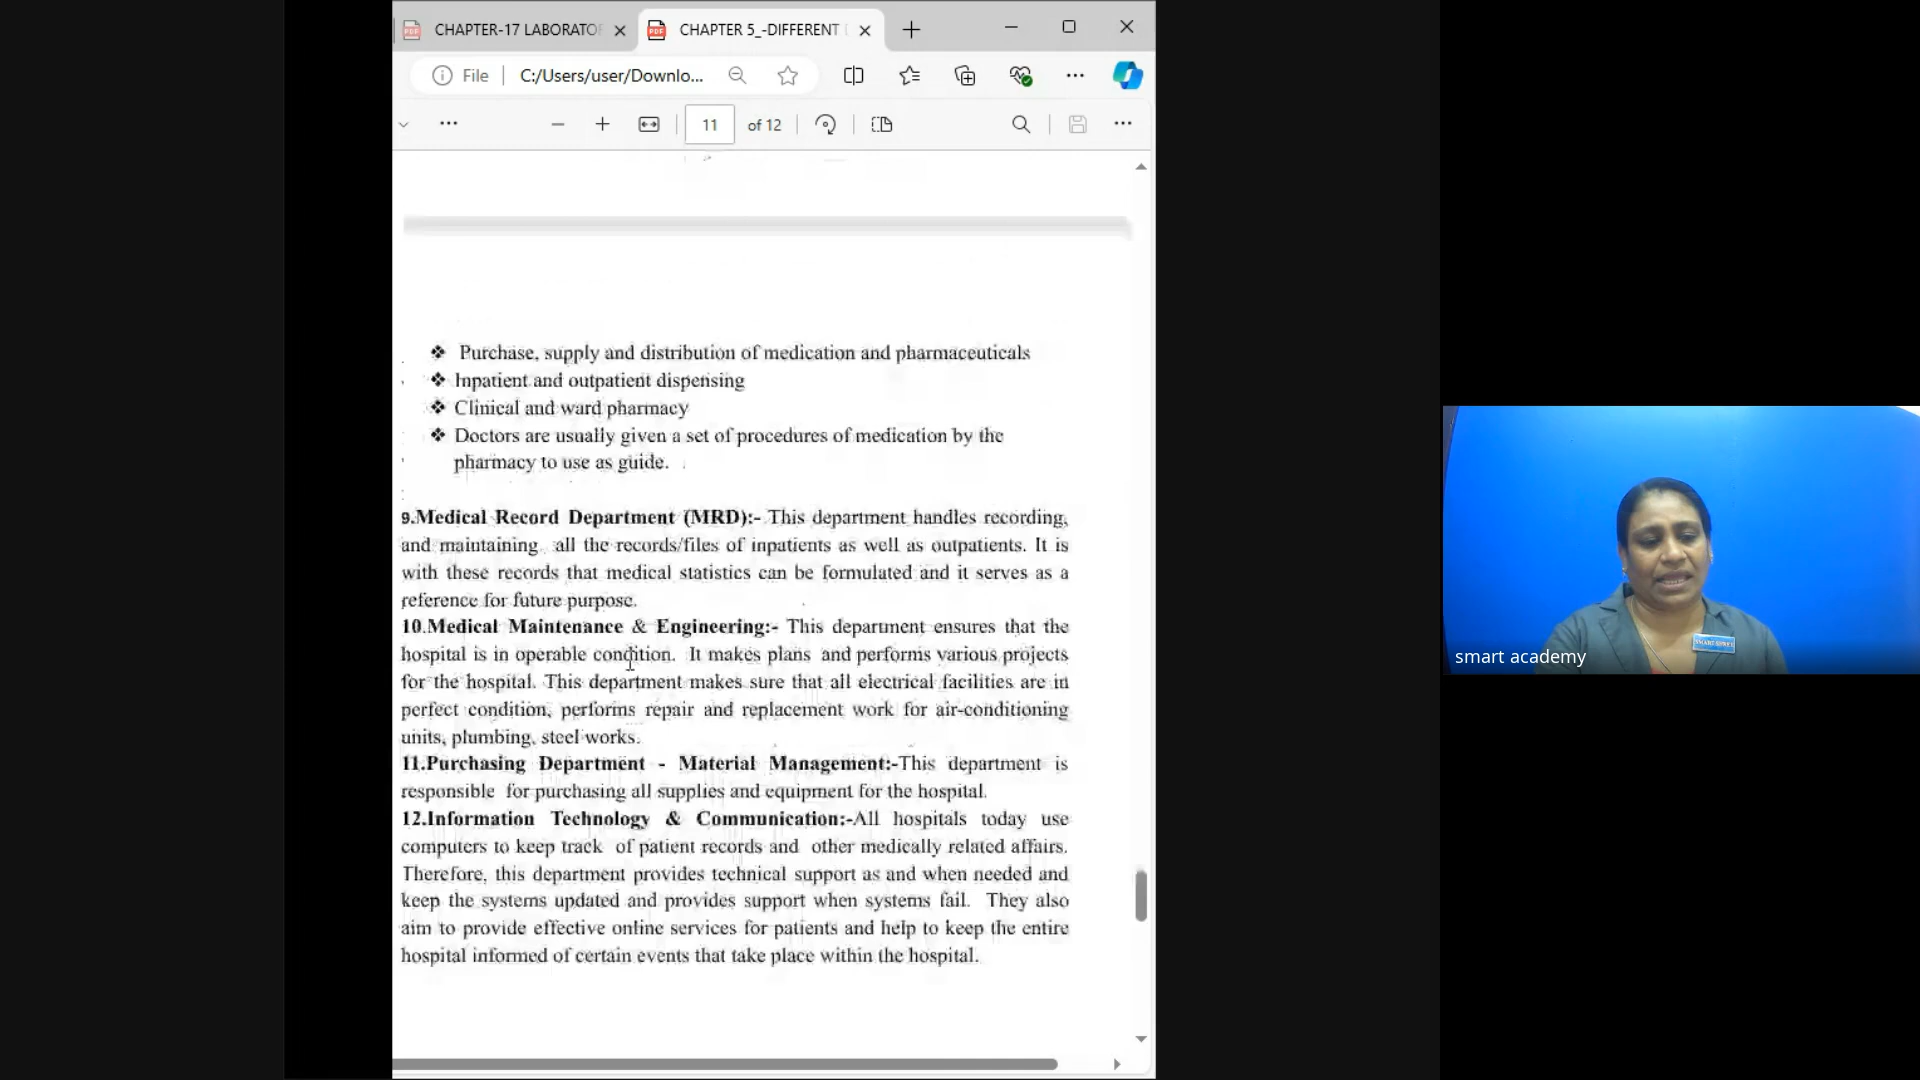 CHAPTER-17 LABORATO
CHAPTER 5_-DIFFERENT
File
C:/Users/user/Downlo...
11
of 12
❖ Purchase, supply and distribution of medication and pharmaceuticals
❖ Inpatient and outpatient dispensing
❖ Clinical and ward pharmacy
❖ Doctors are usually given a set of procedures of medication by the
pharmacy to use as guide.
9.Medical Record Department (MRD):- This department handles recording,
and maintaining all the records/files of inpatients as well as outpatients. It is
with these records that medical statistics can be formulated and it serves as a
reference for future purpose.
10.Medical Maintenance & Engineering:- This department ensures that the
hospital is in operable condition. It makes plans and performs various projects
for the hospital. This department makes sure that all electrical facilities are in
perfect condition, performs repair and replacement work for air-conditioning
units, plumbing, steel works.
11.Purchasing Department - Material Management:-This department is
responsible for purchasing all supplies and equipment for the hospital.
12.Information Technology & Communication:-All hospitals today use
computers to keep track of patient records and other medically related affairs.
Therefore, this department provides technical support as and when needed and
keep the systems updated and provides support when systems fail. They also
aim to provide effective online services for patients and help to keep the entire
hospital informed of certain events that take place within the hospital.
smart academy